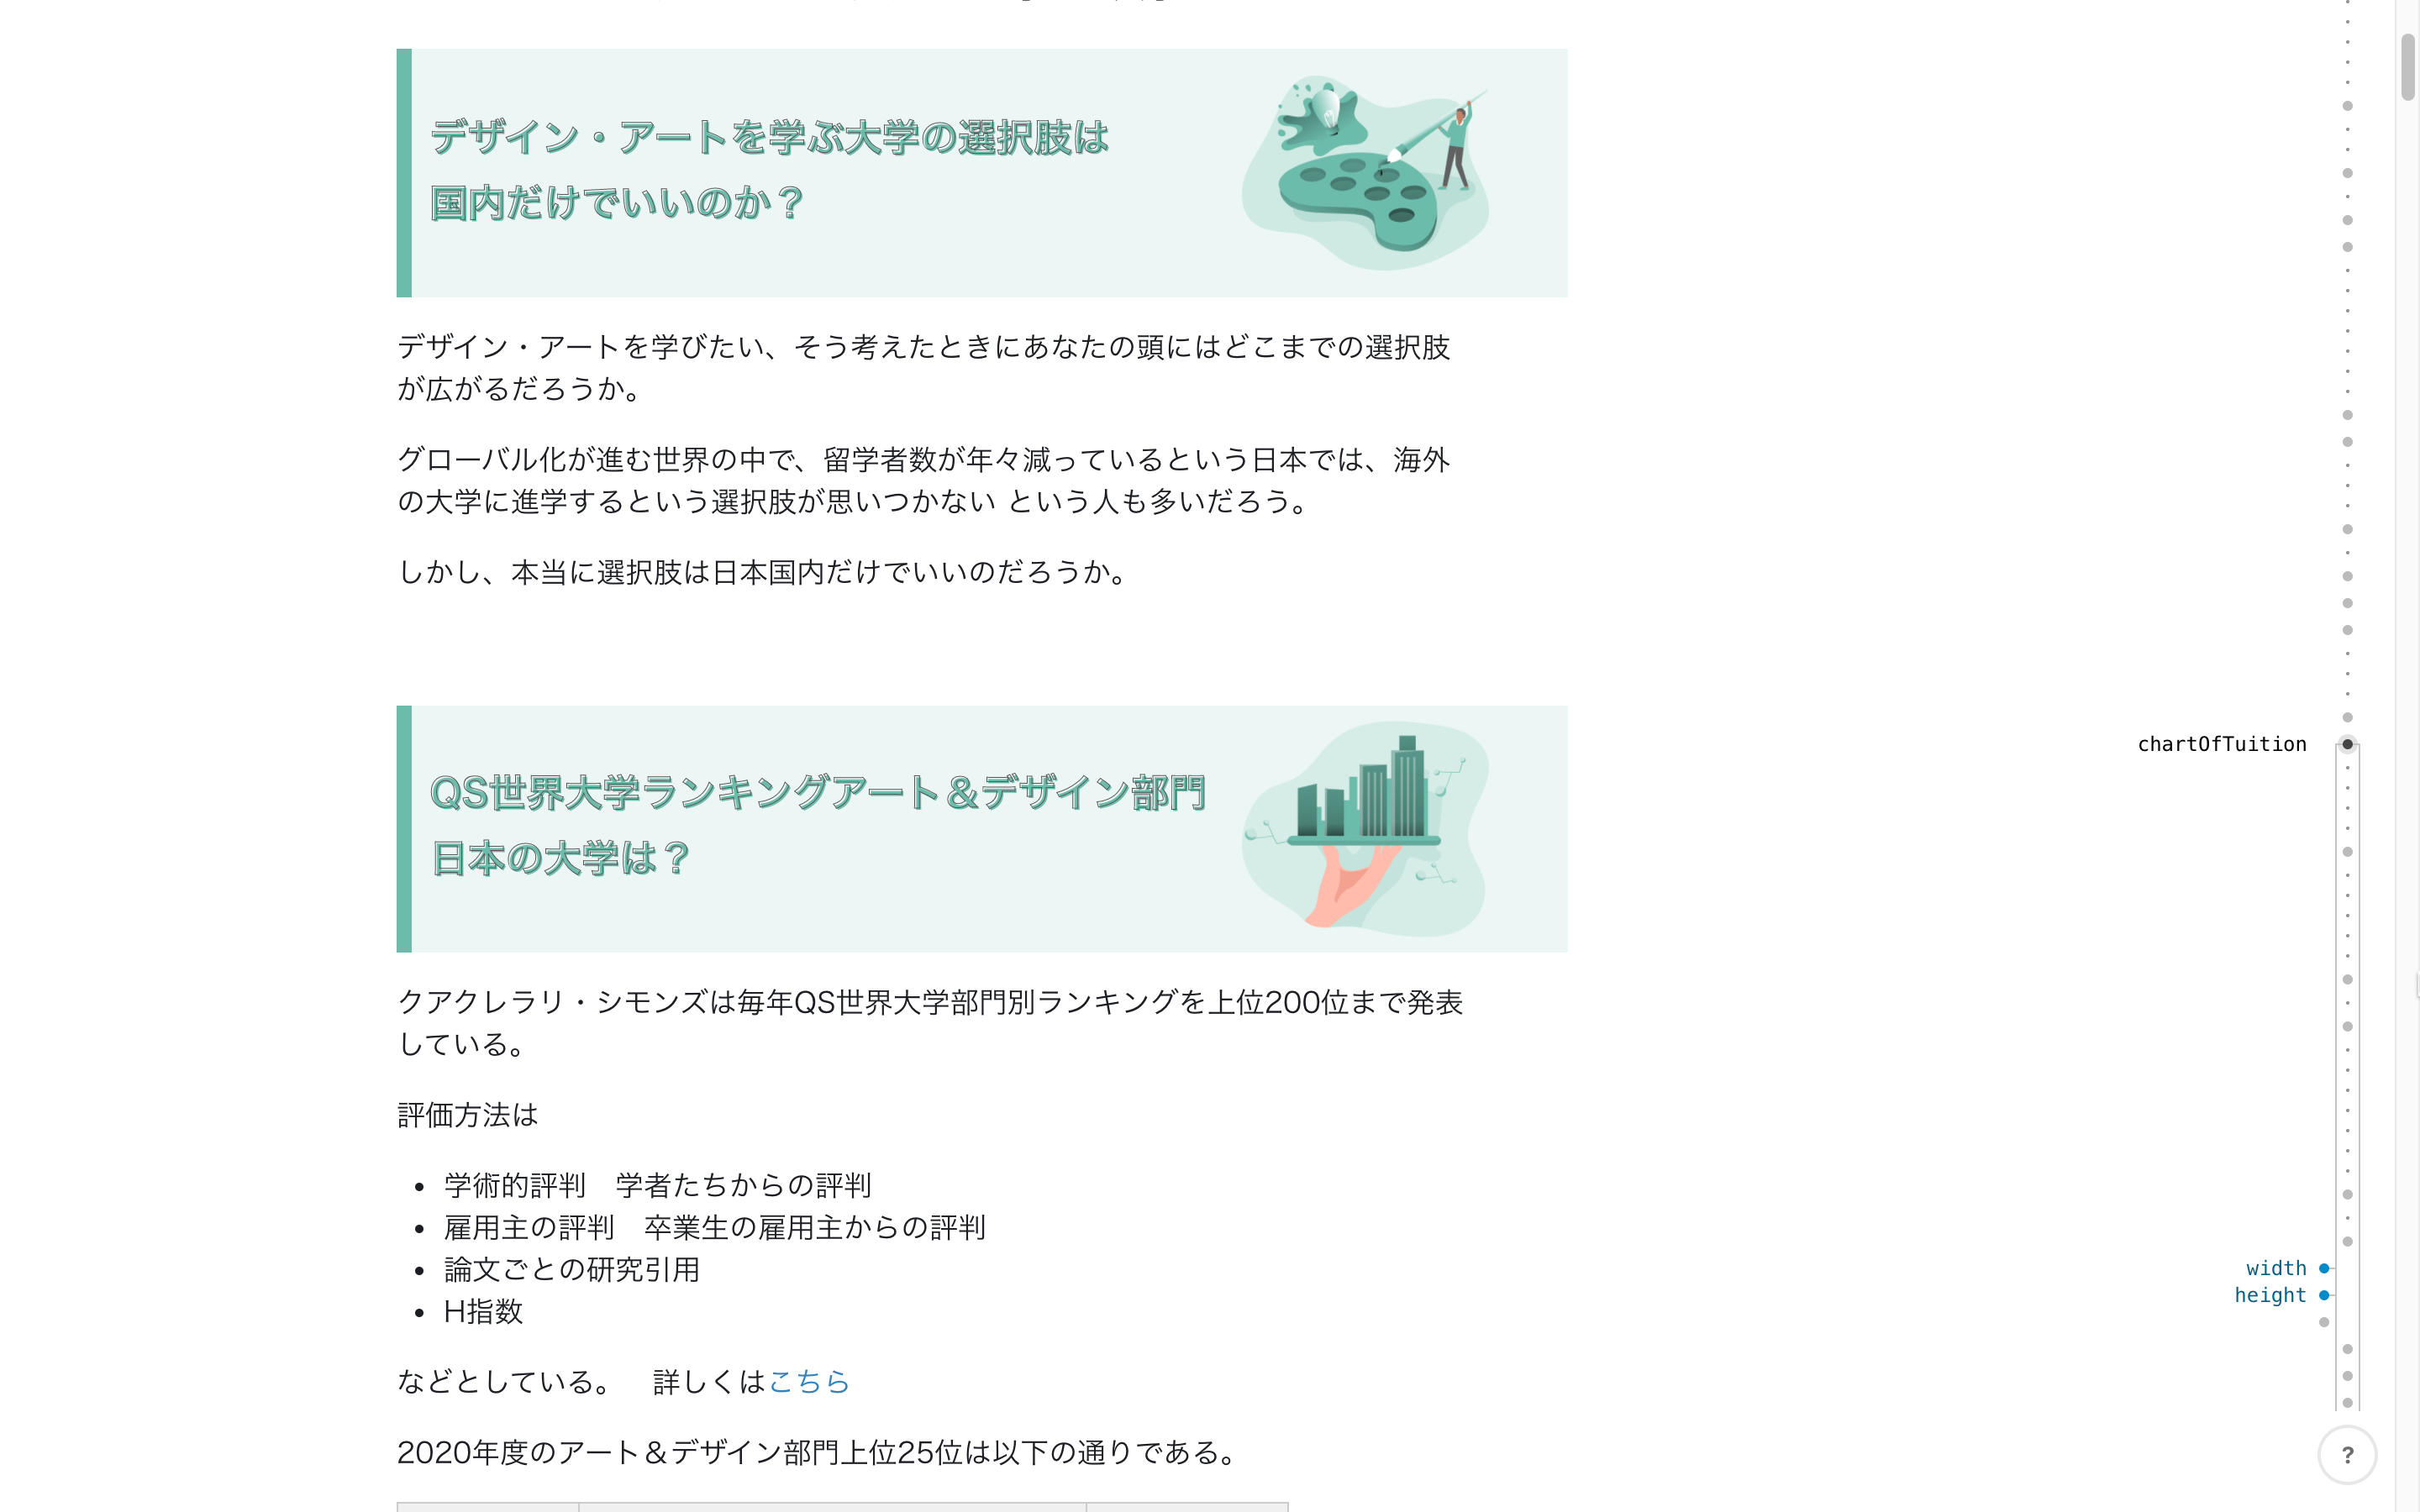 デザイン・アートを学ぶ大学の選択肢は
国内だけでいいのか？
デザイン・アートを学びたい、そう考えたときにあなたの頭にはどこまでの選択肢
が広がるだろうか。
グローバル化が進む世界の中で、留学者数が年々減っているという日本では、海外
の大学に進学するという選択肢が思いつかない という人も多いだろう。
しかし、本当に選択肢は日本国内だけでいいのだろうか。
chartOfTuition
QS世界大学ランキングアート＆デザイン部門
日本の大学は？
クアクレラリ・シモンズは毎年QS世界大学部門別ランキングを上位200位まで発表
している。
評価方法は
• 学術的評判　学者たちからの評判
• 雇用主の評判　卒業生の雇用主からの評判
• 論文ごとの研究引用
• H指数
width
height
などとしている。　詳しくはこちら
2020年度のアート＆デザイン部門上位25位は以下の通りである。
?